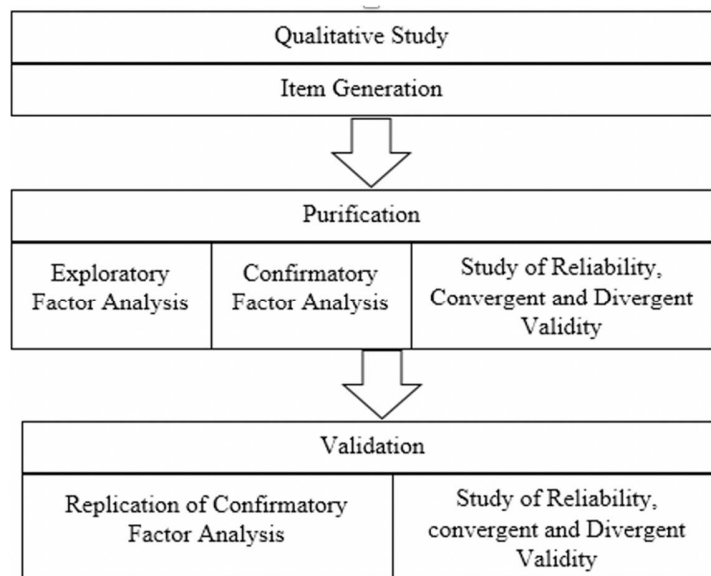 Qualitative Study
Item Generation
Purification
Exploratory
Factor Analysis
Confirmatory
Factor Analysis
Study of Reliability,
Convergent and Divergent
Validity
Validation
Replication of Confirmatory
Factor Analysis
Study of Reliability,
convergent and Divergent
Validity